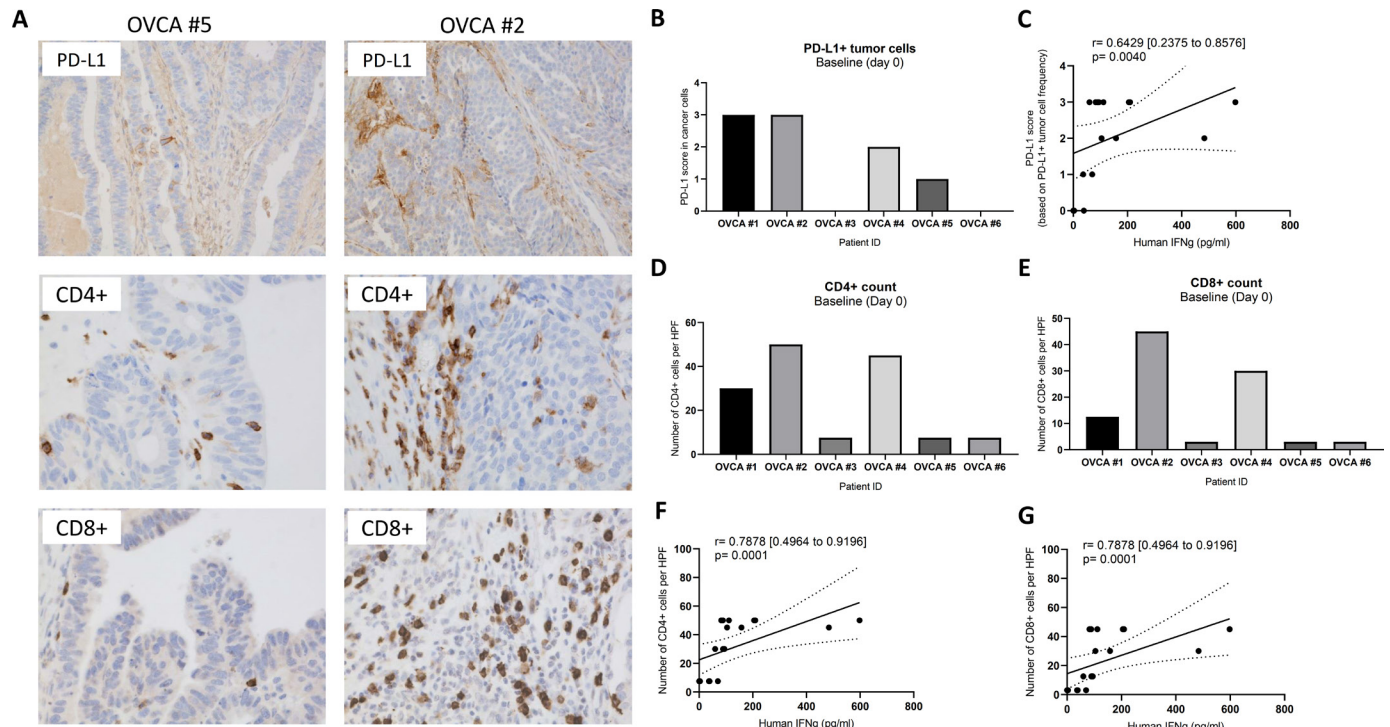 A
OVCA #5
OVCA #2
PD-L1
PD-L1
CD4+
CD4+
CD8+
CD8+
B
PD-L1+ tumor cells
Baseline (day 0)
PD-L1 score in cancer cells
4
3
2
1
0
OVCA #1 OVCA #2 OVCA #3 OVCA #4 OVCA #5 OVCA #6
Patient ID
C
r= 0.6429 [0.2375 to 0.8576]
p= 0.0040
PD-L1 score
(based on PD-L1+ tumor cell frequency)
4
3
2
1
0
0 200 400 600 800
Human IFNg (pg/ml)
D
CD4+ count
Baseline (Day 0)
Number of CD4+ cells per HPF
60
40
20
0
OVCA #1 OVCA #2 OVCA #3 OVCA #4 OVCA #5 OVCA #6
Patient ID
E
CD8+ count
Baseline (Day 0)
Number of CD8+ cells per HPF
50
40
30
20
10
0
OVCA #1 OVCA #2 OVCA #3 OVCA #4 OVCA #5 OVCA #6
Patient ID
F
r= 0.7878 [0.4964 to 0.9196]
p= 0.0001
Number of CD4+ cells per HPF
100
80
60
40
20
0
0 200 400 600 800
Human IFNg (pg/ml)
G
r= 0.7878 [0.4964 to 0.9196]
p= 0.0001
Number of CD8+ cells per HPF
100
80
60
40
20
0
0 200 400 600 800
Human IFNg (pg/ml)